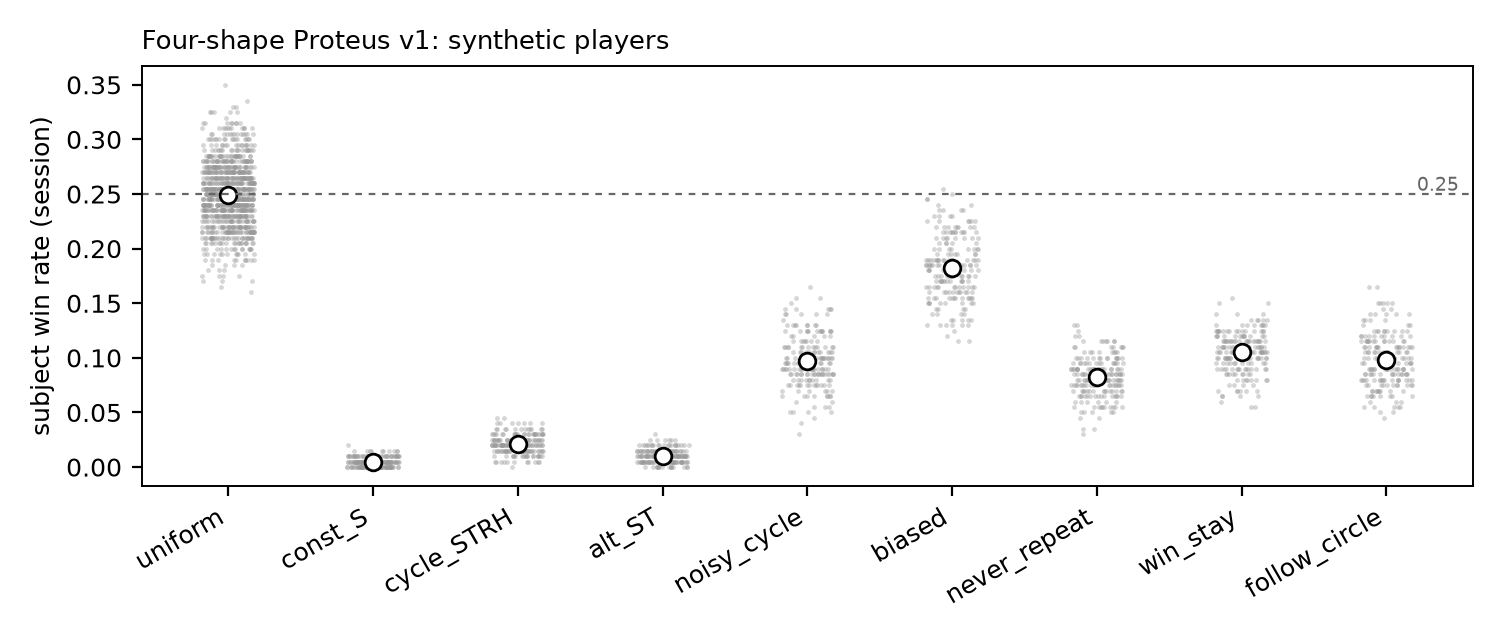 Four-shape Proteus v1: synthetic players
subject win rate (session)
0.35
0.30
0.25
0.20
0.15
0.10
0.05
0.00
0.25
uniform
const_S
cycle_STRH
alt_ST
noisy_cycle
biased
never_repeat
win_stay
follow_circle